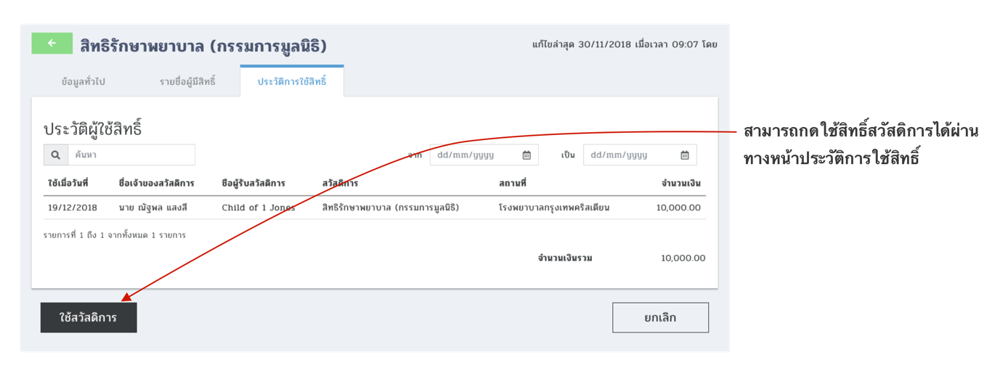 สิทธิรักษาพยาบาล (กรรมการมูลนิธิ)
แก้ไขล่าสุด 30/11/2018 เมื่อเวลา 09:07 โดย
ข้อมูลทั่วไป รายชื่อผู้มีสิทธิ์ ประวัติการใช้สิทธิ์
ประวัติผู้ใช้สิทธิ์
ค้นหา จาก dd/mm/yyyy เป็น dd/mm/yyyy
ใช้เมื่อวันที่ ชื่อเจ้าของสวัสดิการ ชื่อผู้รับสวัสดิการ สวัสดิการ สถานที่ จำนวนเงิน
19/12/2018 นาย ณัฐพล แสงสี Child of 1 Jones สิทธิรักษาพยาบาล (กรรมการมูลนิธิ) โรงพยาบาลกรุงเทพคริสเตียน 10,000.00
รายการที่ 1 ถึง 1 จากทั้งหมด 1 รายการ
จำนวนเงินรวม 10,000.00
ใช้สวัสดิการ ยกเลิก
สามารถกดใช้สิทธิ์สวัสดิการได้ผ่าน
ทางหน้าประวัติการใช้สิทธิ์